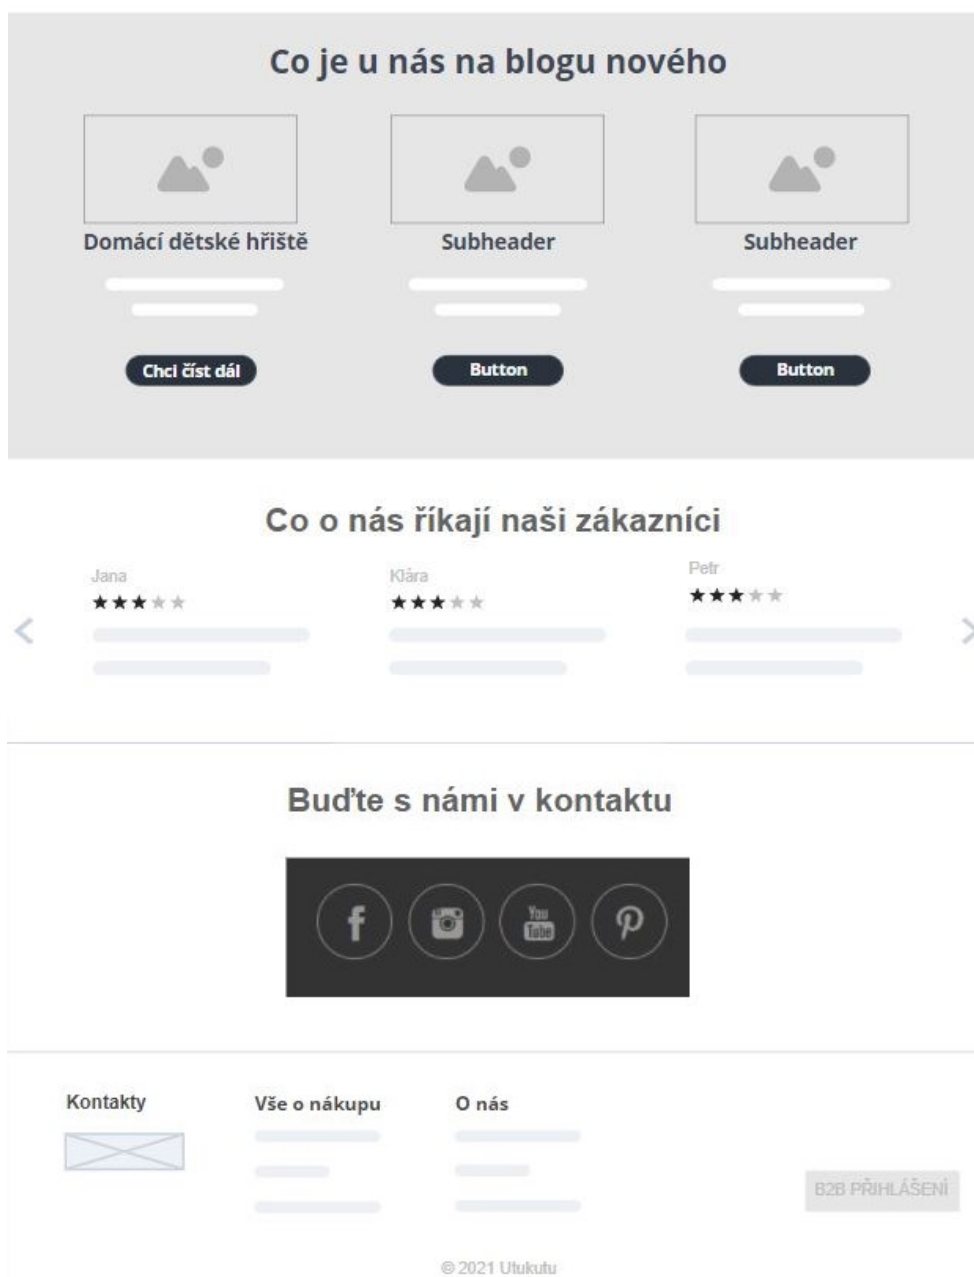 Co je u nás na blogu nového
Domácí dětské hřiště
Subheader
Subheader
Chci číst dál
Button
Button
Co o nás říkají naši zákazníci
Jana
Klára
Petr
Buďte s námi v kontaktu
f
You
Tube
Kontakty
Vše o nákupu
O nás
B2B PŘIHLÁŠENÍ
© 2021 Utukutu